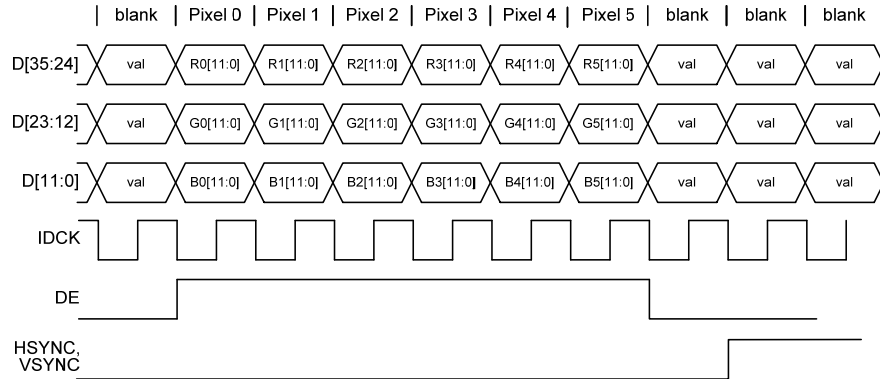 | blank | Pixel 0 | Pixel 1 | Pixel 2 | Pixel 3 | Pixel 4 | Pixel 5 | blank | blank | blank
D[35:24] val R0[11:0] R1[11:0] R2[11:0] R3[11:0] R4[11:0] R5[11:0] val val val
D[23:12] val G0[11:0] G1[11:0] G2[11:0] G3[11:0] G4[11:0] G5[11:0] val val val
D[11:0] val B0[11:0] B1[11:0] B2[11:0] B3[11:0] B4[11:0] B5[11:0] val val val
IDCK
DE
HSYNC,
VSYNC